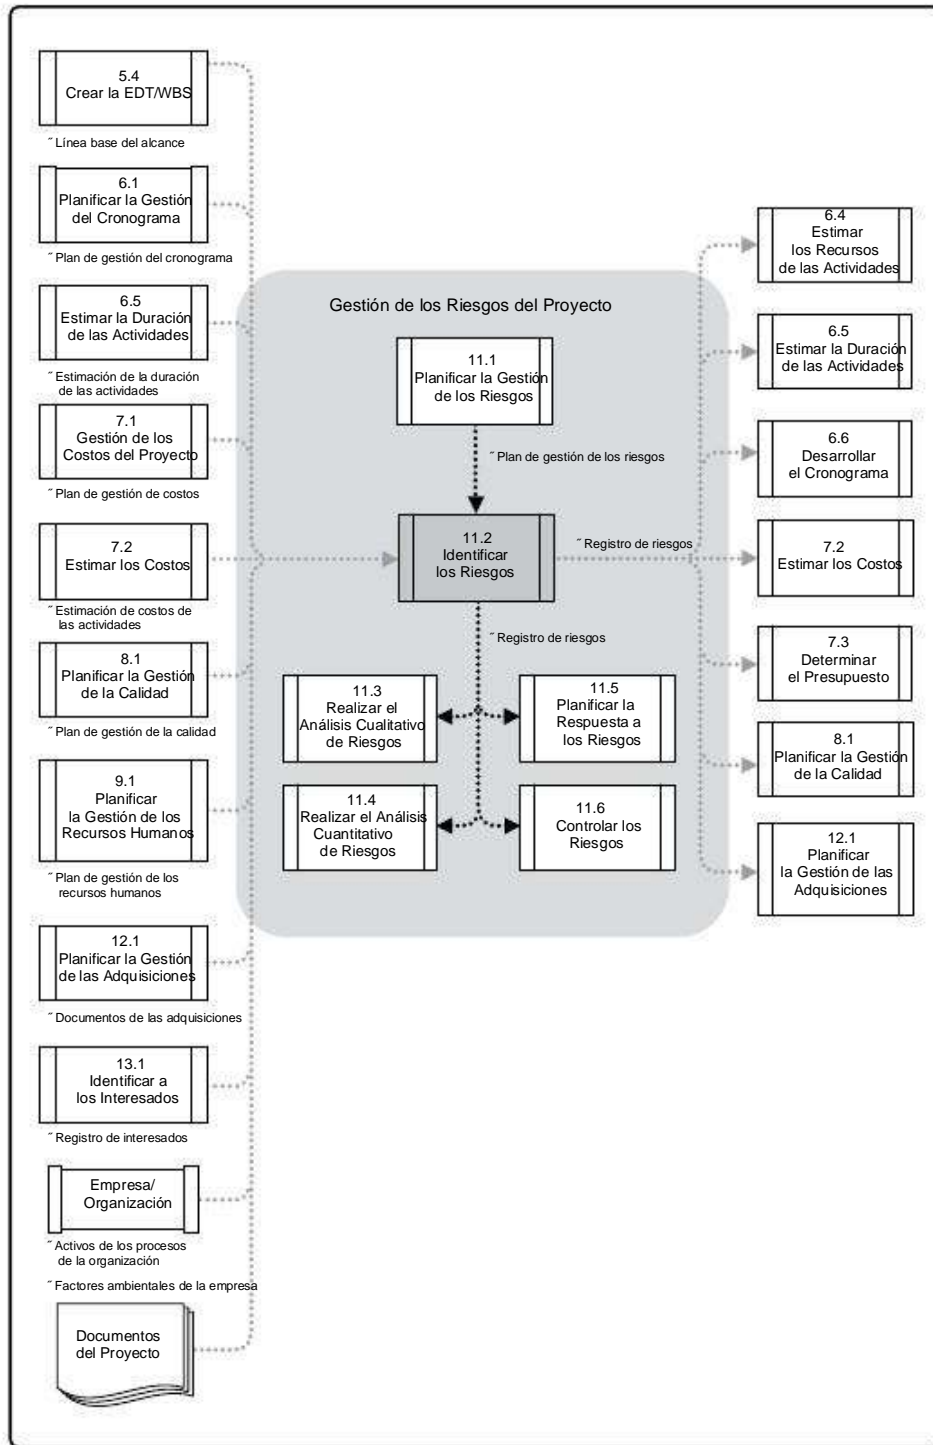 5.4
Crear la EDT/WBS
˝ Línea base del alcance
6.1
Planificar la Gestión
del Cronograma
˝ Plan de gestión del cronograma
6.5
Estimar la Duración
de las Actividades
˝ Estimación de la duración
de las actividades
7.1
Gestión de los
Costos del Proyecto
˝ Plan de gestión de costos
7.2
Estimar los Costos
˝ Estimación de costos de
las actividades
8.1
Planificar la Gestión
de la Calidad
˝ Plan de gestión de la calidad
9.1
Planificar
la Gestión de los
Recursos Humanos
˝ Plan de gestión de los
recursos humanos
12.1
Planificar la Gestión
de las Adquisiciones
˝ Documentos de las adquisiciones
13.1
Identificar a
los Interesados
˝ Registro de interesados
Empresa/
Organización
˝ Activos de los procesos
de la organización
˝ Factores ambientales de la empresa
Documentos
del Proyecto
Gestión de los Riesgos del Proyecto
11.1
Planificar la Gestión
de los Riesgos
˝ Plan de gestión de los riesgos
11.2
Identificar
los Riesgos
˝ Registro de riesgos
˝ Registro de riesgos
11.3
Realizar el
Análisis Cualitativo
de Riesgos
11.5
Planificar la
Respuesta a
los Riesgos
11.4
Realizar el Análisis
Cuantitativo
de Riesgos
11.6
Controlar los
Riesgos
6.4
Estimar
los Recursos
de las Actividades
6.5
Estimar la Duración
de las Actividades
6.6
Desarrollar
el Cronograma
7.2
Estimar los Costos
7.3
Determinar
el Presupuesto
8.1
Planificar la Gestión
de la Calidad
12.1
Planificar
la Gestión de las
Adquisiciones